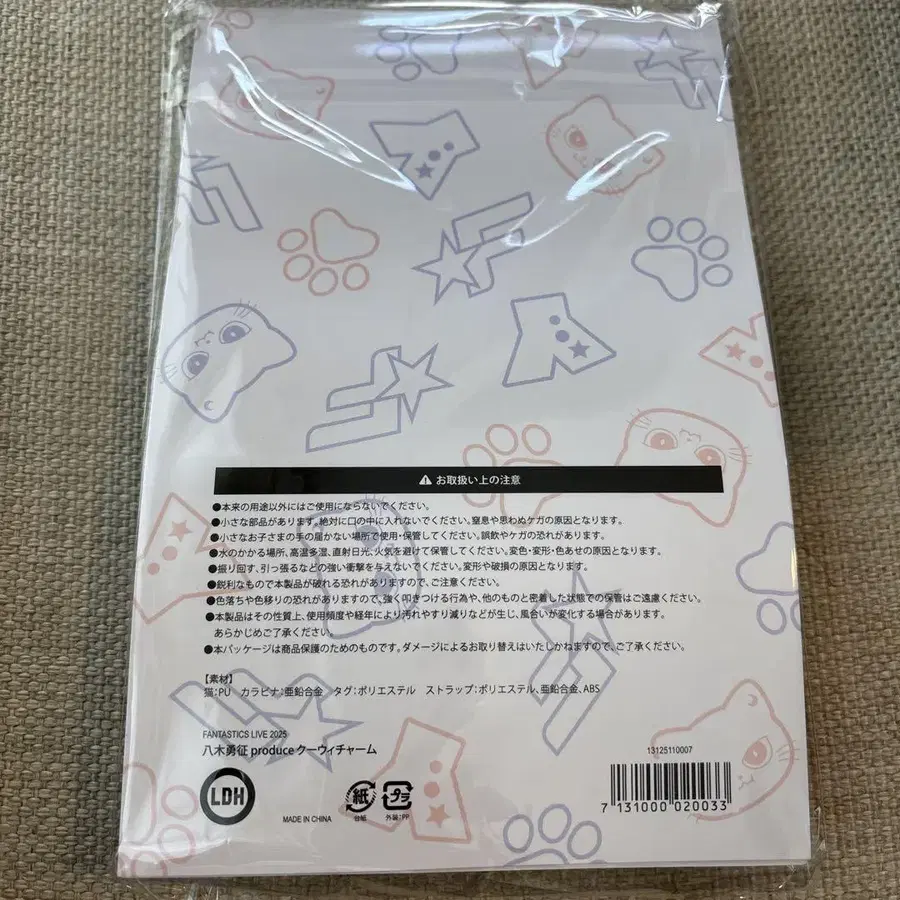 ⚠ お取扱い上の注意
●本来の用途以外にはご使用にならないでください。
●小さな部品があります。絶対に口の中に入れないでください。窒息や思わぬケガの原因となります。
●小さなお子さまの手の届かない場所で使用・保管してください。誤飲やケガの恐れがあります。
●水のかかる場所、高温多湿、直射日光、火気を避けて保管してください。変色・変形・色あせの原因となります。
●振り回す、引っ張るなどの強い衝撃を与えないでください。変形や破損の原因となります。
●鋭利なもので本製品が破れる恐れがありますので、ご注意ください。
●色落ちや色移りの恐れがありますので、強く叩きつける行為や、他のものと密着した状態での保管はご遠慮ください。
●本製品はその性質上、使用頻度や経年により汚れやすり減りなどが生じ、風合いが変化する場合があります。
あらかじめご了承ください。
●本パッケージは商品保護のためのものです。ダメージによるお取り替えはいたしかねますので、ご了承ください。
【素材】
猫:PU カラビナ:亜鉛合金 タグ:ポリエステル ストラップ:ポリエステル、亜鉛合金、ABS
FANTASTICS LIVE 2025
八木勇征 produce クーウィチャーム
13125110007
LDH
MADE IN CHINA
紙
台紙
プラ
外装:PP
7 131000 020033